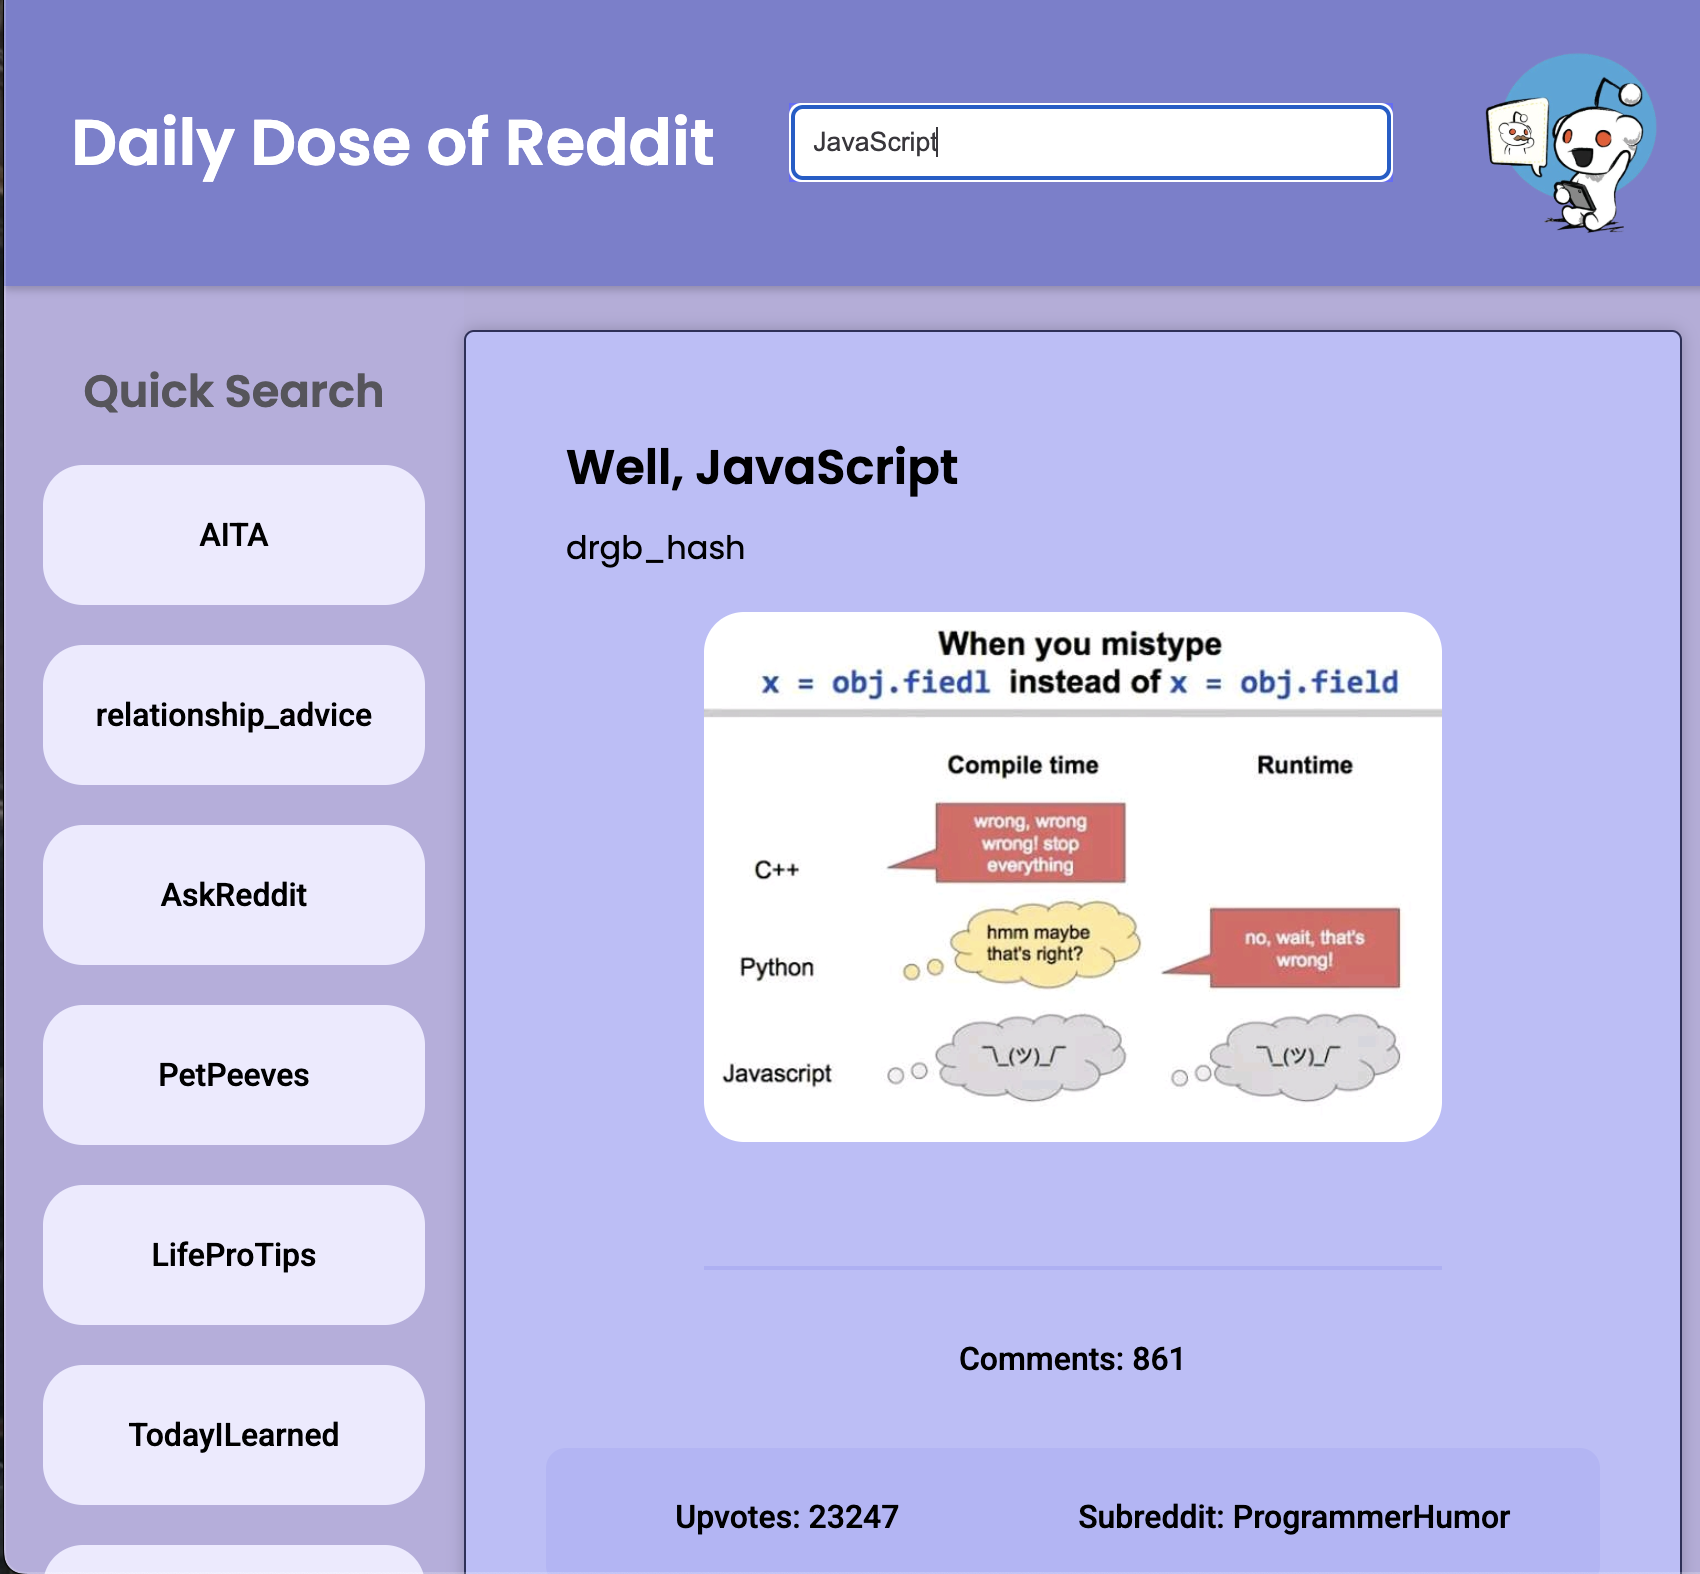 Daily Dose of Reddit
JavaScript
Quick Search
AITA
relationship_advice
AskReddit
PetPeeves
LifeProTips
TodayILearned
Well, JavaScript
drgb_hash
When you mistype
x = obj.fiedl instead of x = obj.field
Compile time Runtime
C++
wrong, wrong
wrong! stop
everything
Python
hmm maybe
that's right?
no, wait, that's
wrong!
Javascript
¯\_(ツ)_/¯ ¯\_(ツ)_/¯
Comments: 861
Upvotes: 23247 Subreddit: ProgrammerHumor